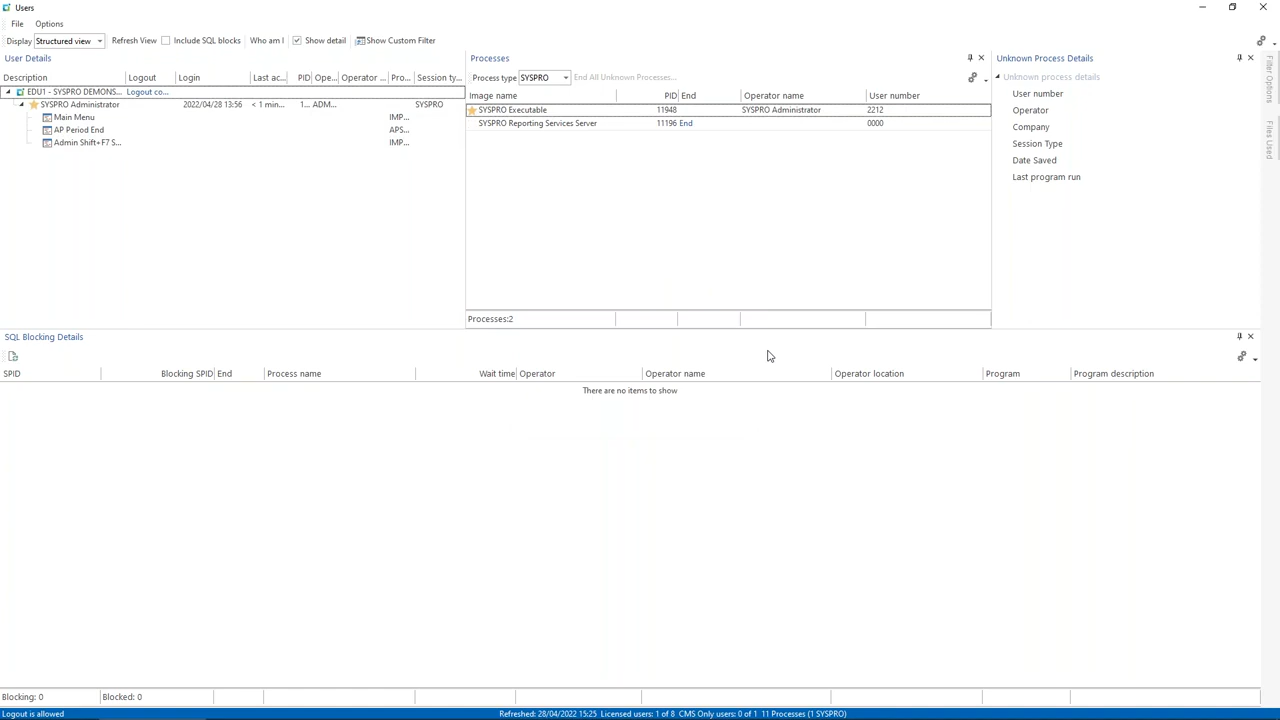 Users
File Options
Display Structured view Refresh View Include SQL blocks Who am I Show detail Show Custom Filter
User Details
Description Logout Login Last ac... PID Ope... Operator ... Pro... Session ty...
EDU1 - SYSPRO DEMONS... Logout co...
SYSPRO Administrator 2022/04/28 13:56 < 1 min... 1... ADM... SYSPRO
Main Menu IMP...
AP Period End APS...
Admin Shift+F7 S... IMP...
Processes
Process type SYSPRO End All Unknown Processes...
Image name PID End Operator name User number
SYSPRO Executable 11948 SYSPRO Administrator 2212
SYSPRO Reporting Services Server 11196 End 0000
Processes:2
Unknown Process Details
Unknown process details
User number
Operator
Company
Session Type
Date Saved
Last program run
Filter Options
Files Used
SQL Blocking Details
SPID Blocking SPID End Process name Wait time Operator Operator name Operator location Program Program description
There are no items to show
Blocking: 0 Blocked: 0
Logout is allowed Refreshed: 28/04/2022 15:25 Licensed users: 1 of 8 CMS Only users: 0 of 1 11 Processes (1 SYSPRO)